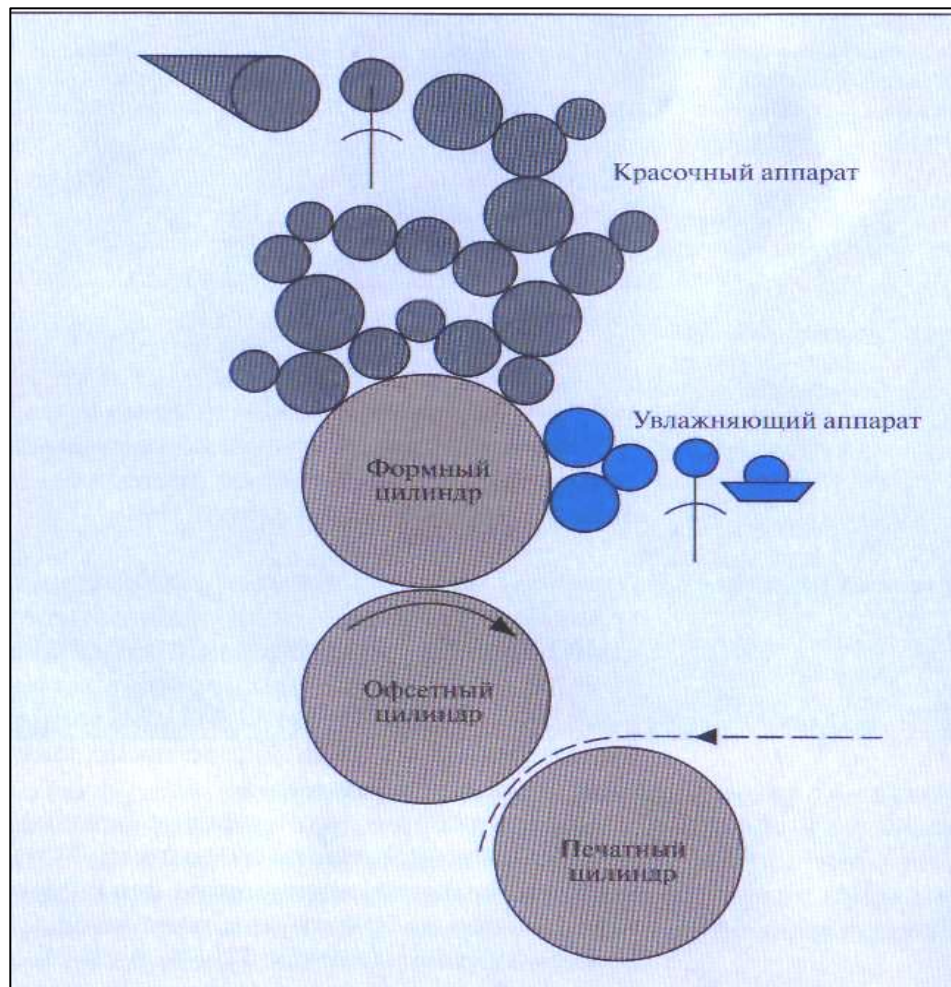 Красочный аппарат
Увлажняющий аппарат
Формный
цилиндр
Офсетный
цилиндр
Печатный
цилиндр